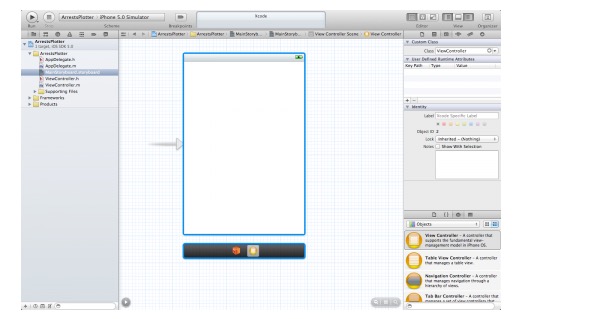 ArrestsPlotter
iPhone 5.0 Simulator
Xcode
Run
Scheme
Breakpoints
Editor
View
Organizer
ArrestsPlotter
ArrestsPlotter
MainStoryb...
MainStoryb...
View Controller Scene
View Controller
ArrestsPlotter
1 target, iOS SDK 5.0
ArrestsPlotter
AppDelegate.h
AppDelegate.m
MainStoryboard.storyboard
ViewController.h
ViewController.m
Supporting Files
Frameworks
Products
Custom Class
Class ViewController
User Defined Runtime Attributes
Key Path Type Value
Identity
Label Xcode Specific Label
Object ID 2
Lock Inherited - (Nothing)
Notes Show With Selection
Objects
View Controller - A controller that
supports the fundamental view-
management model in iPhone OS.
Table View Controller - A controller
that manages a table view.
Navigation Controller - A controller
that manages navigation through a
hierarchy of views.
Tab Bar Controller - A controller that
manages a set of view controllers that